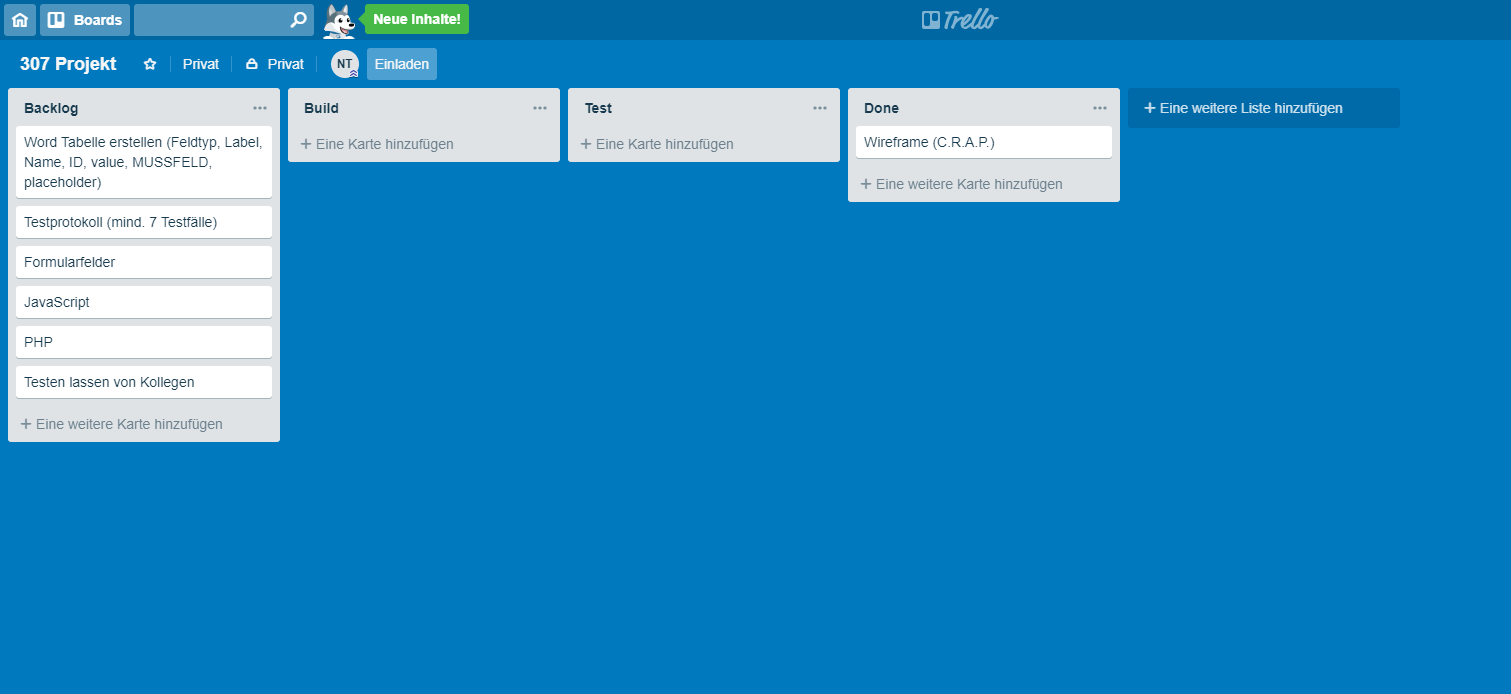 Boards
Neue Inhalte!
Trello
307 Projekt
Privat
Privat
NT
Einladen
Backlog
Word Tabelle erstellen (Feldtyp, Label,
Name, ID, value, MUSSFELD,
placeholder)
Testprotokoll (mind. 7 Testfälle)
Formularfelder
JavaScript
PHP
Testen lassen von Kollegen
+ Eine weitere Karte hinzufügen
Build
+ Eine Karte hinzufügen
Test
+ Eine Karte hinzufügen
Done
Wireframe (C.R.A.P.)
+ Eine weitere Karte hinzufügen
+ Eine weitere Liste hinzufügen